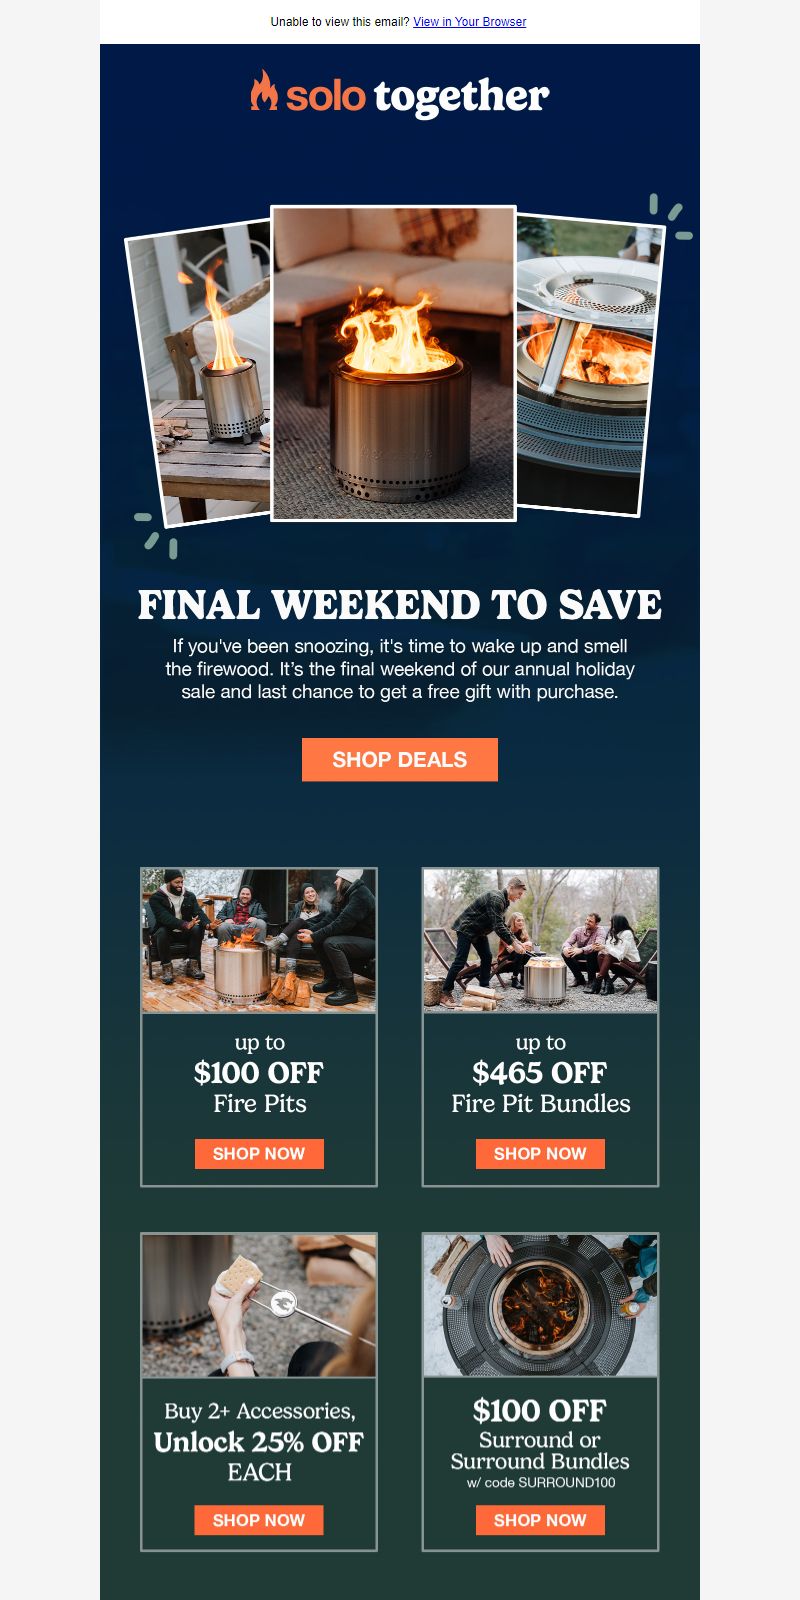 Unable to view this email? View in Your Browser
solo together
FINAL WEEKEND TO SAVE
If you've been snoozing, it's time to wake up and smell
the firewood. It’s the final weekend of our annual holiday
sale and last chance to get a free gift with purchase.
SHOP DEALS
up to
$100 OFF
Fire Pits
SHOP NOW
up to
$465 OFF
Fire Pit Bundles
SHOP NOW
Buy 2+ Accessories,
Unlock 25% OFF
EACH
SHOP NOW
$100 OFF
Surround or
Surround Bundles
w/ code SURROUND100
SHOP NOW